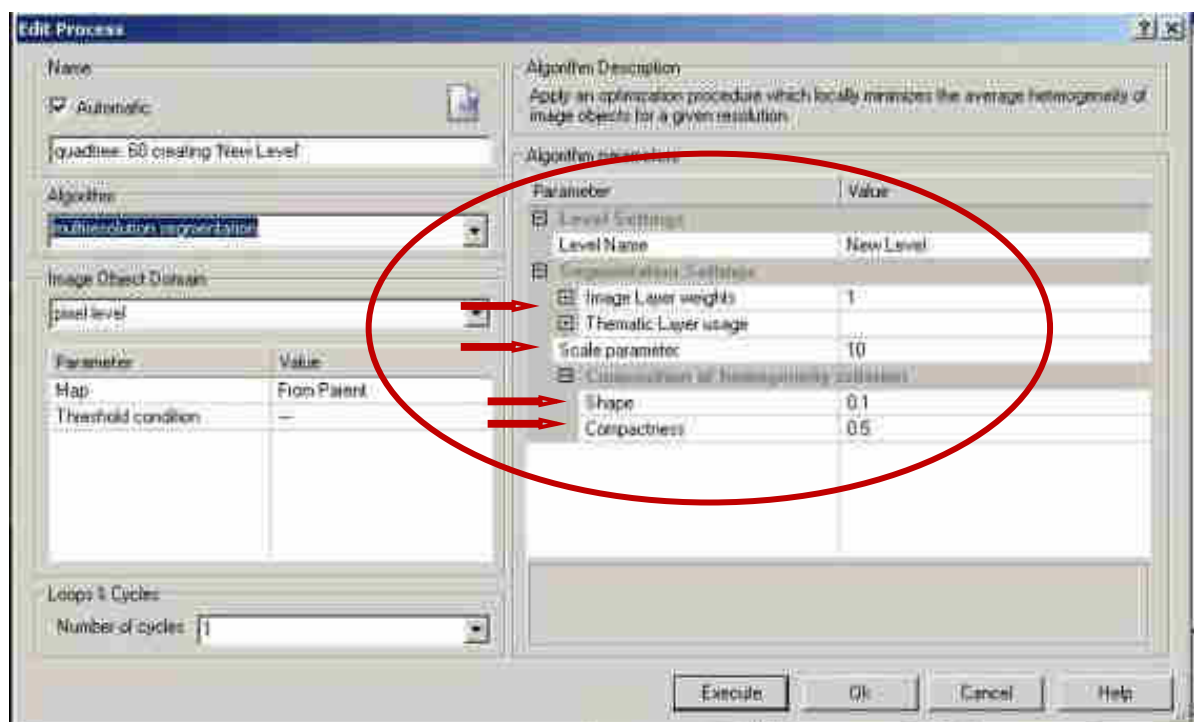 Edit Process
Name
Automatic
quadtree: 60 creating 'New Level'
Algorithm
multiresolution segmentation
Image Object Domain
pixel level
Parameter Value
Map From Parent
Threshold condition ---
Loops & Cycles
Number of cycles 1
Algorithm Description
Apply an optimization procedure which locally minimizes the average heterogeneity of
image objects for a given resolution.
Algorithm parameters
Parameter Value
Level Settings
Level Name New Level
Segmentation Settings
Image Layer weights 1
Thematic Layer usage
Scale parameter 10
Composition of homogeneity criterion
Shape 0.1
Compactness 0.5
Execute Ok Cancel Help